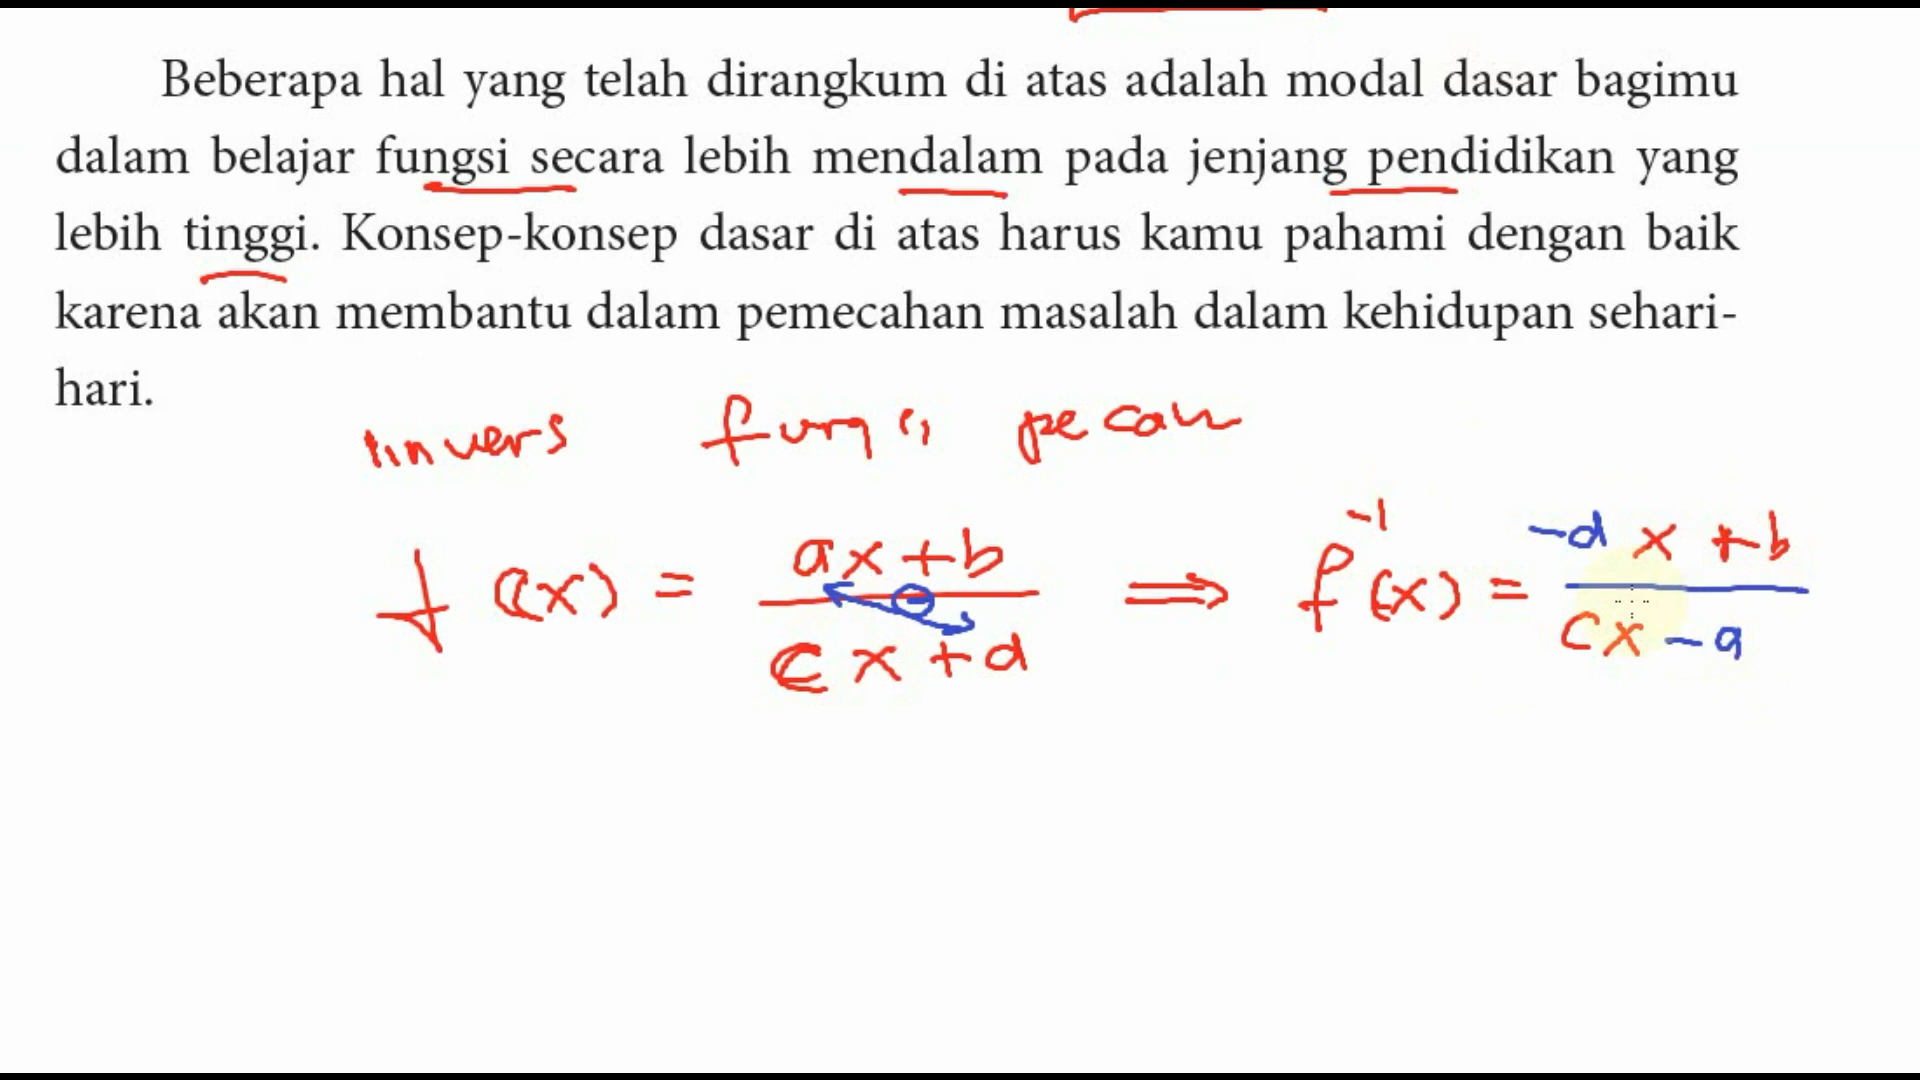 Beberapa hal yang telah dirangkum di atas adalah modal dasar bagimu
dalam belajar fungsi secara lebih mendalam pada jenjang pendidikan yang
lebih tinggi. Konsep-konsep dasar di atas harus kamu pahami dengan baik
karena akan membantu dalam pemecahan masalah dalam kehidupan sehari-
hari.
invers fungsi pecah
f(x) = (ax + b)/(cx + d) ⇒ f⁻¹(x) = (-dx + b)/(cx - a)